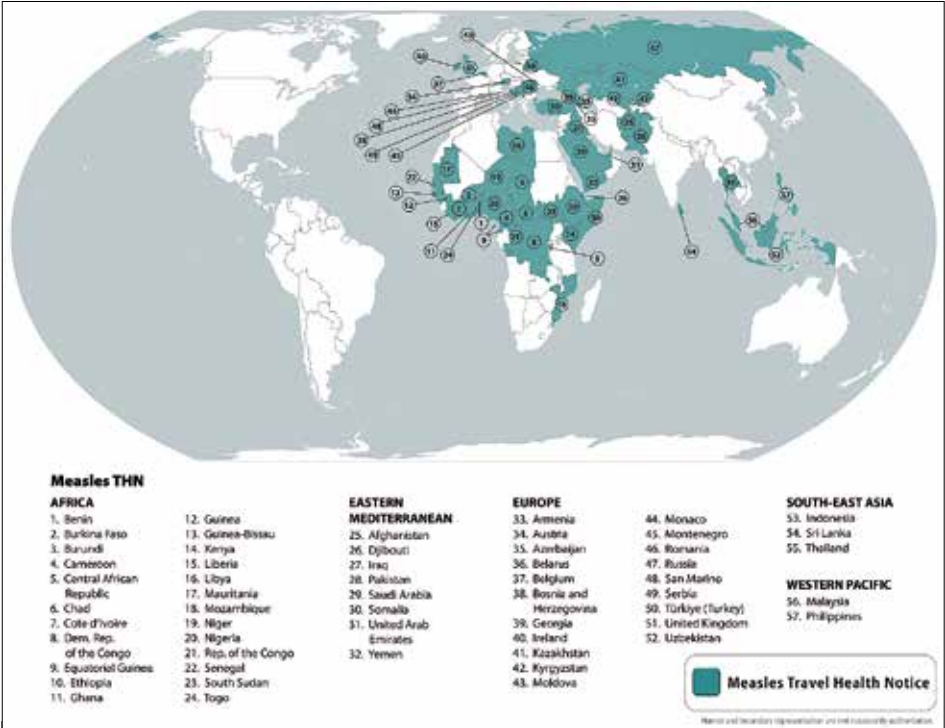 Measles THN
AFRICA
1. Benin
2. Burkina Faso
3. Burundi
4. Cameroon
5. Central African
Republic
6. Chad
7. Cote d'Ivoire
8. Dem. Rep.
of the Congo
9. Equatorial Guinea
10. Ethiopia
11. Ghana
12. Guinea
13. Guinea-Bissau
14. Kenya
15. Liberia
16. Libya
17. Mauritania
18. Mozambique
19. Niger
20. Nigeria
21. Rep. of the Congo
22. Senegal
23. South Sudan
24. Togo
EASTERN
MEDITERRANEAN
25. Afghanistan
26. Djibouti
27. Iraq
28. Pakistan
29. Saudi Arabia
30. Somalia
31. United Arab
Emirates
32. Yemen
EUROPE
33. Armenia
34. Austria
35. Azerbaijan
36. Belarus
37. Belgium
38. Bosnia and
Herzegovina
39. Georgia
40. Ireland
41. Kazakhstan
42. Kyrgyzstan
43. Moldova
44. Monaco
45. Montenegro
46. Romania
47. Russia
48. San Marino
49. Serbia
50. Türkiye (Turkey)
51. United Kingdom
52. Uzbekistan
SOUTH-EAST ASIA
53. Indonesia
54. Sri Lanka
55. Thailand
WESTERN PACIFIC
56. Malaysia
57. Philippines
Measles Travel Health Notice